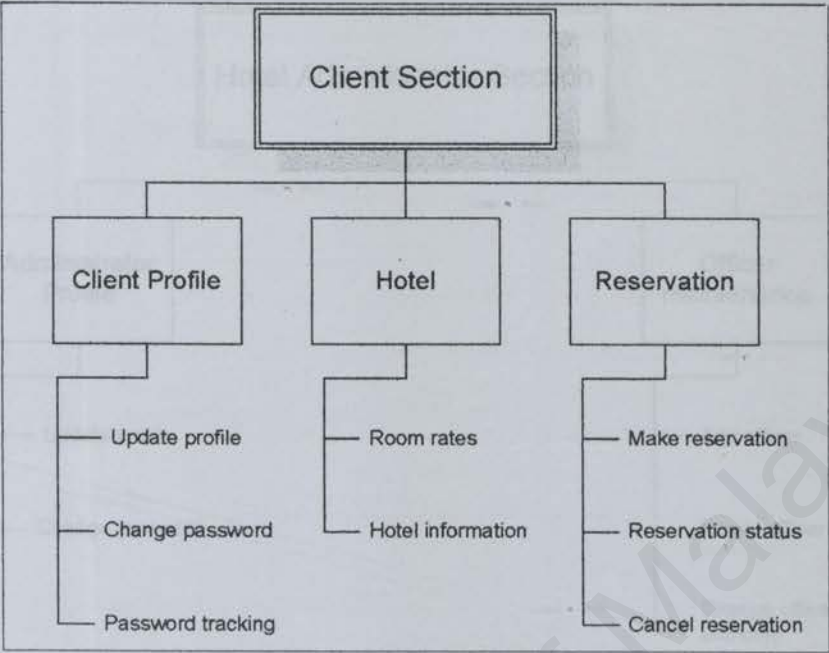 Client Section
Client Profile
Hotel
Reservation
Update profile
Room rates
Make reservation
Change password
Hotel information
Reservation status
Password tracking
Cancel reservation